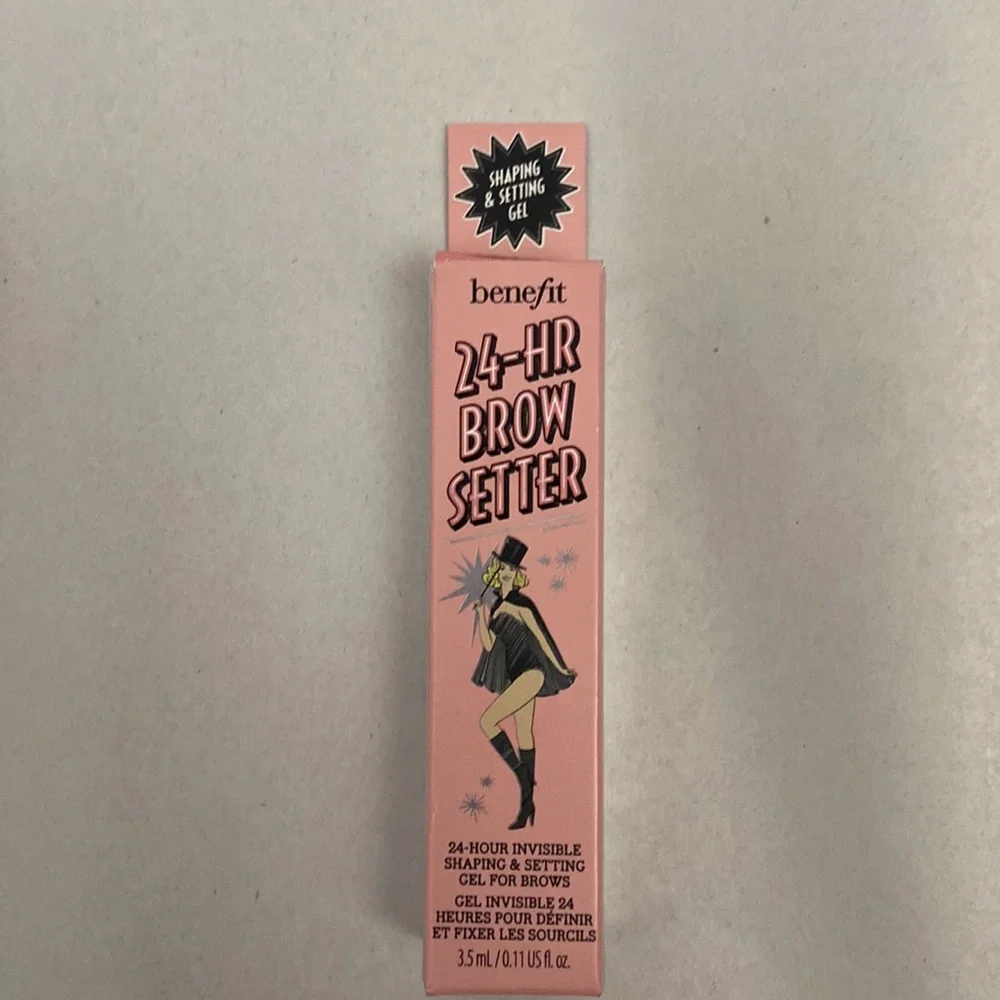 SHAPING
& SETTING
GEL
benefit
24-HR
BROW
SETTER
24-HOUR INVISIBLE
SHAPING & SETTING
GEL FOR BROWS
GEL INVISIBLE 24
HEURES POUR DÉFINIR
ET FIXER LES SOURCILS
3.5 mL / 0.11 US fl. oz.